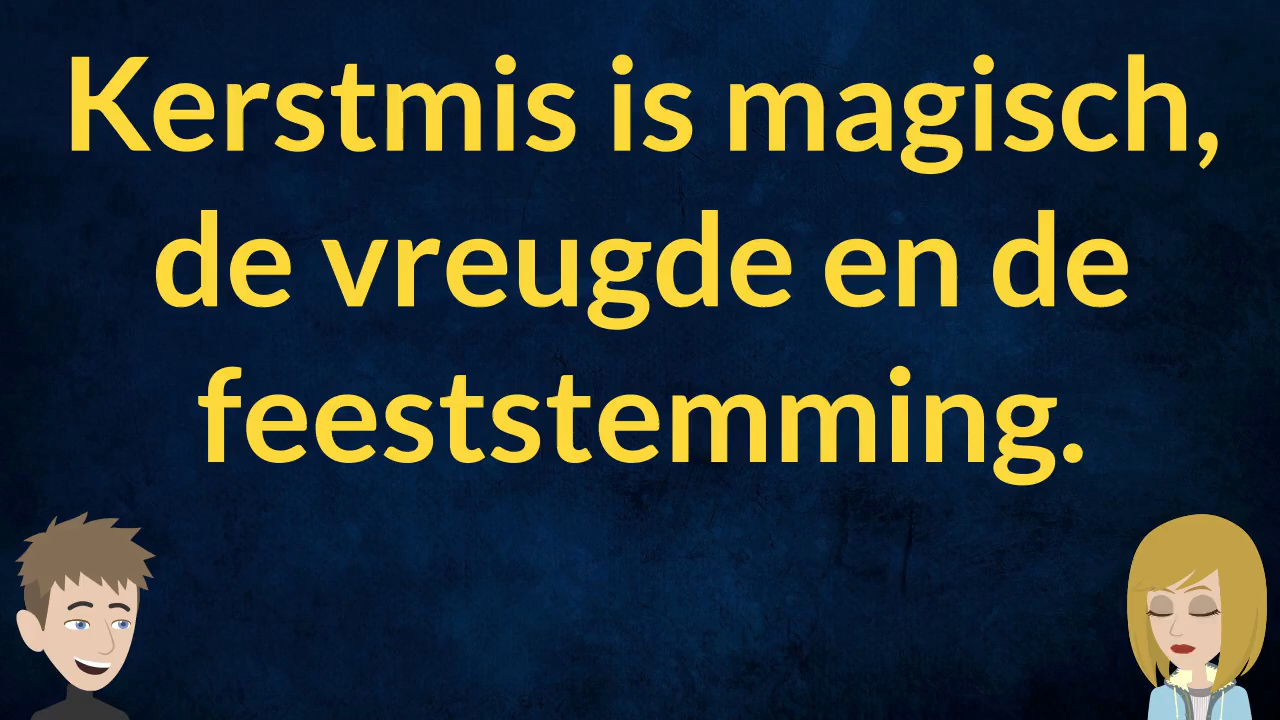 Kerstmis is magisch,
de vreugde en de
feeststemming.